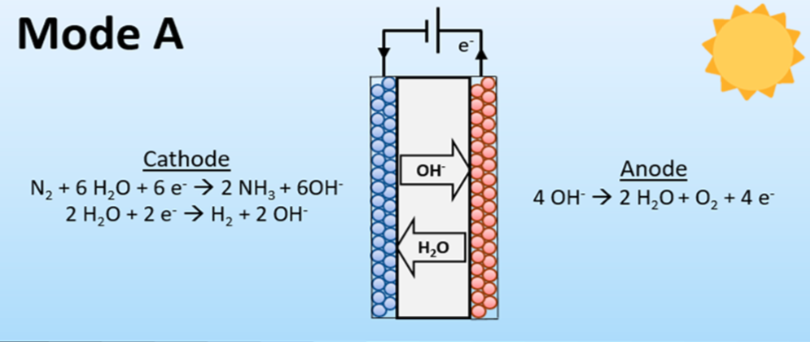 Mode A
e⁻
Cathode
N₂ + 6 H₂O + 6 e⁻ → 2 NH₃ + 6OH⁻
2 H₂O + 2 e⁻ → H₂ + 2 OH⁻
OH⁻
H₂O
Anode
4 OH⁻ → 2 H₂O + O₂ + 4 e⁻